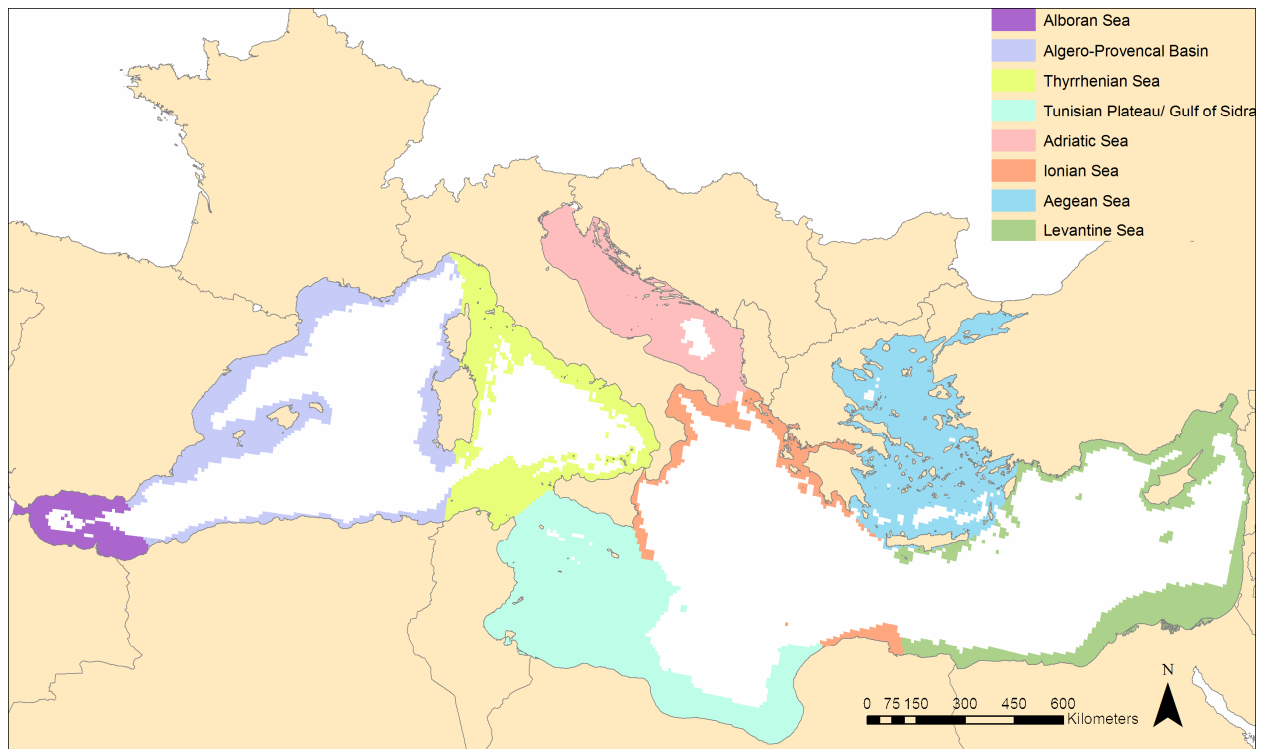 Alboran Sea
Algero-Provencal Basin
Thyrrhenian Sea
Tunisian Plateau/ Gulf of Sidra
Adriatic Sea
Ionian Sea
Aegean Sea
Levantine Sea
N
0 75 150 300 450 600
Kilometers